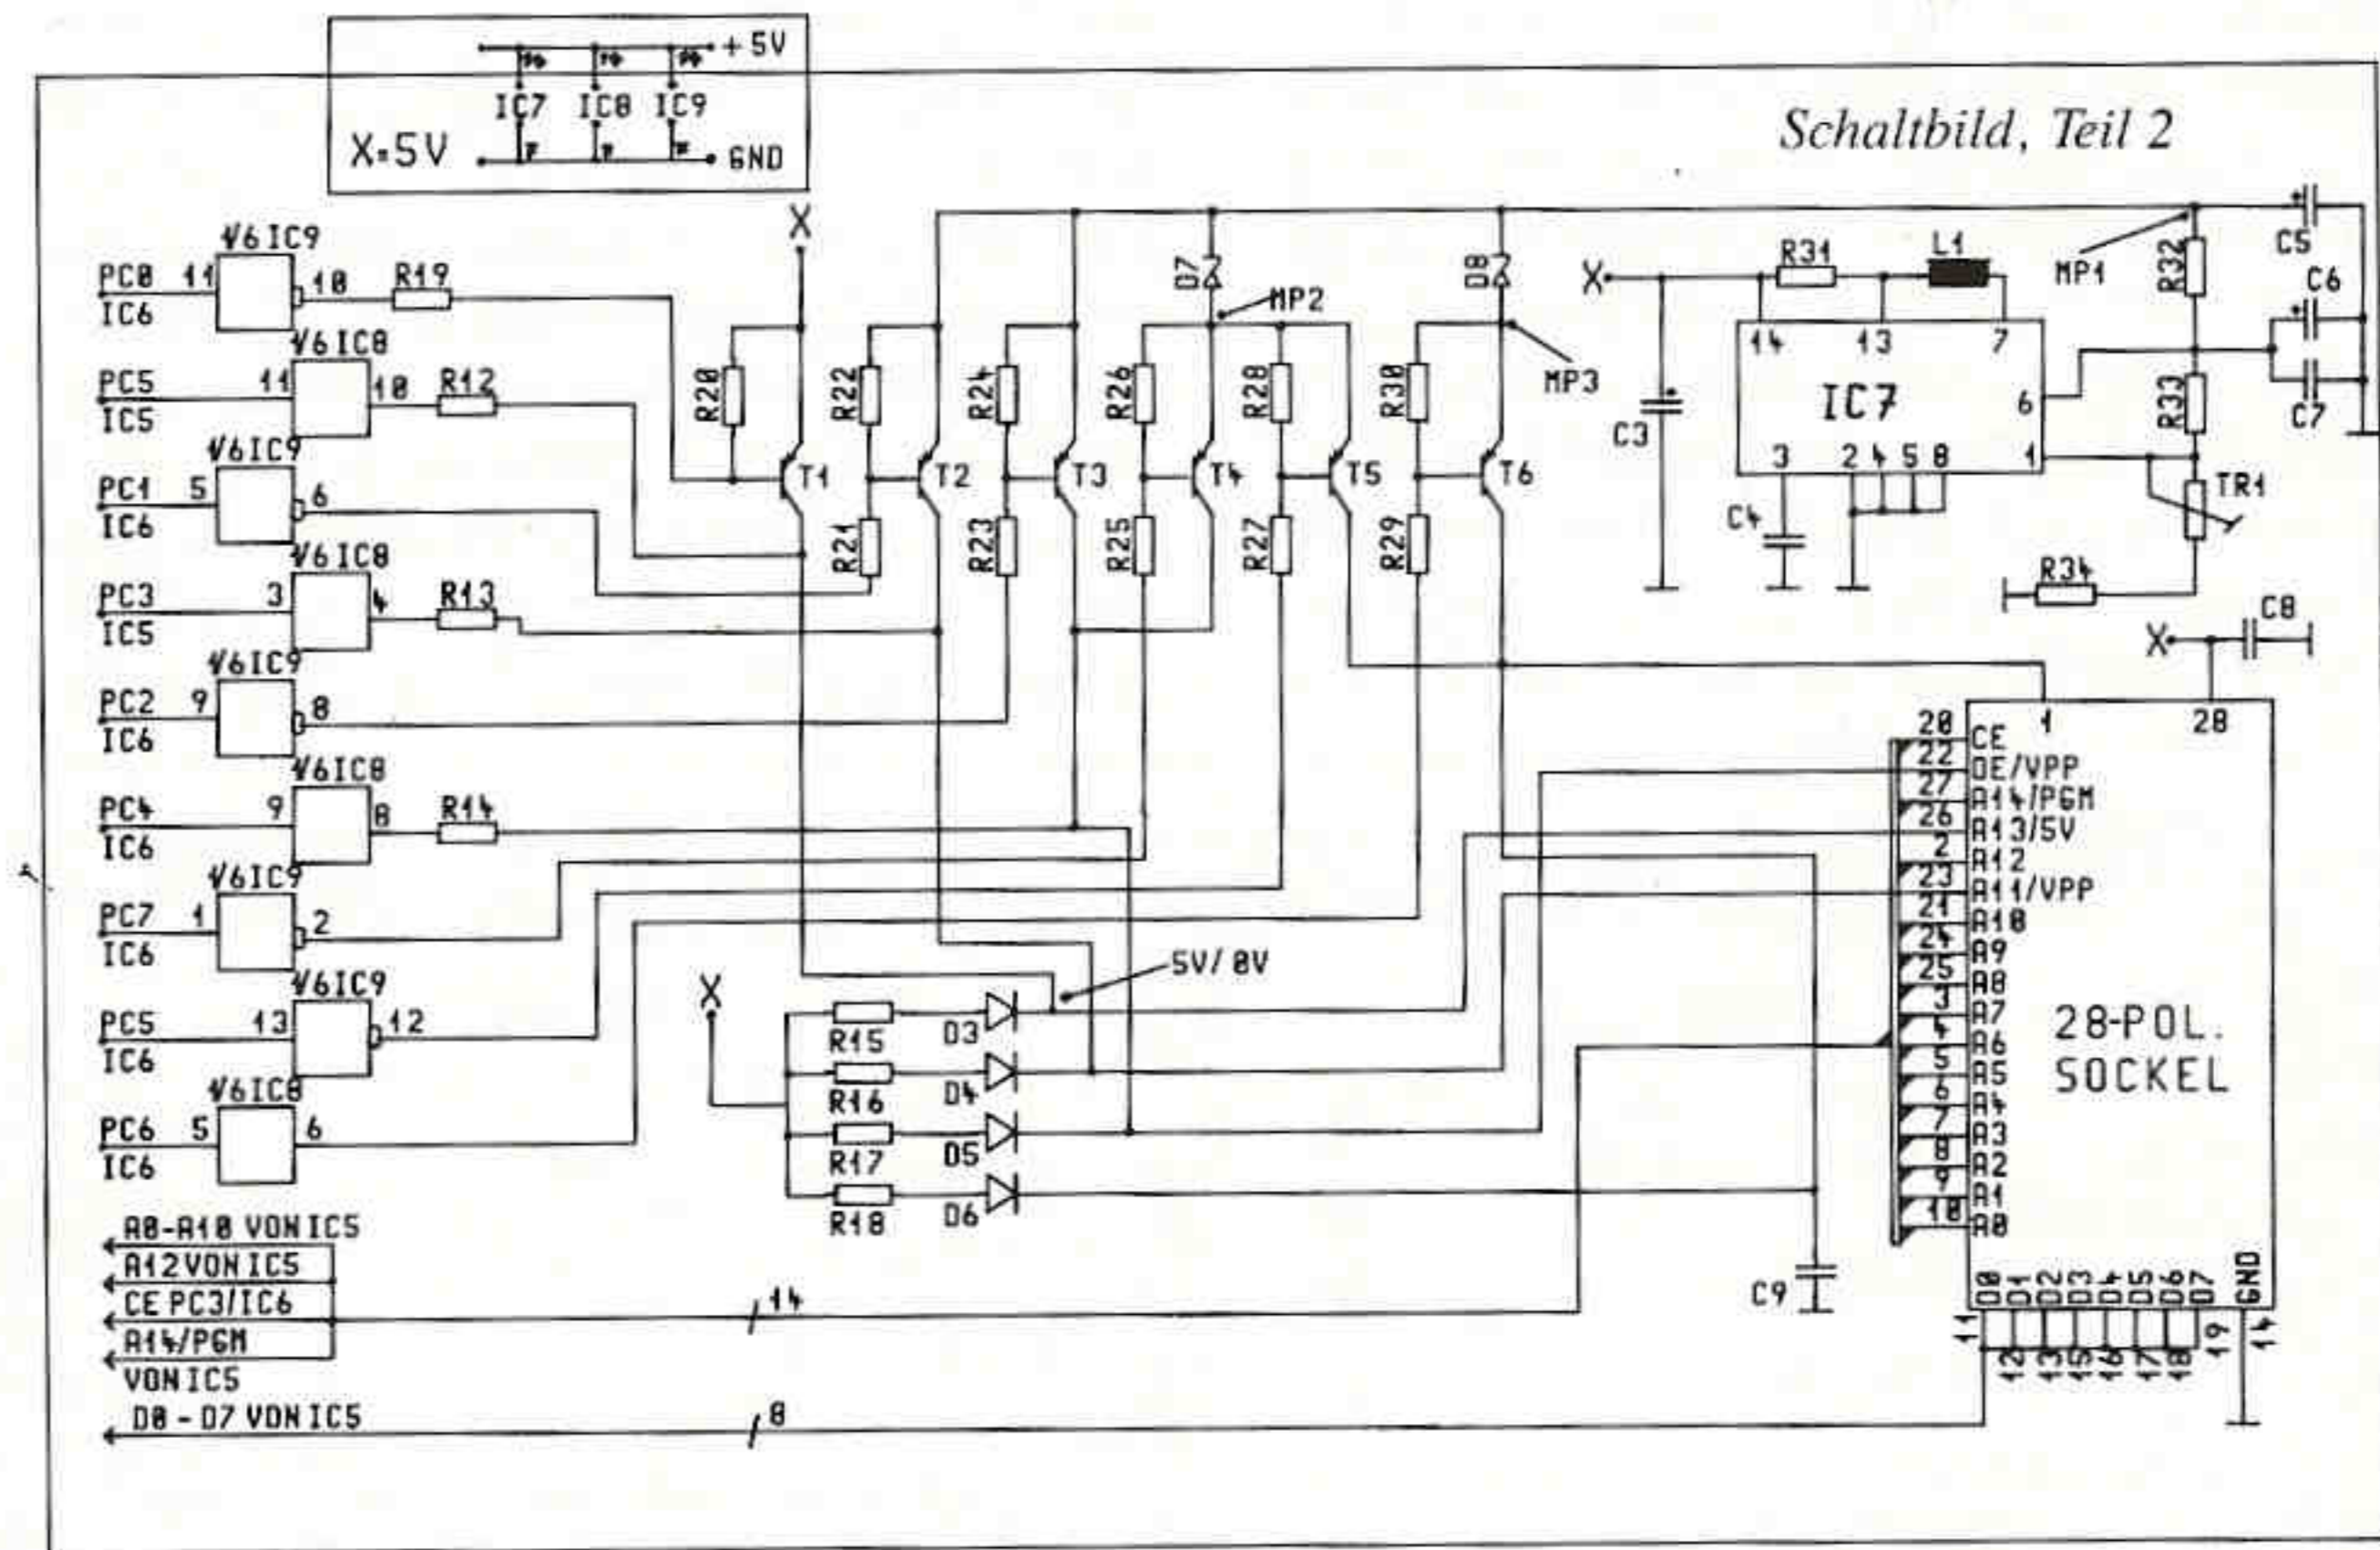 +5V
14 14 14
IC7 IC8 IC9
X=5V
7 7
GND
Schaltbild, Teil 2
X
1/6 IC9
PC0 11 10 R19
IC6
1/6 IC8
PC5 11 10 R12
IC5
1/6 IC9
PC1 5 6
IC6
1/6 IC8
PC3 3 4 R13
IC5
1/6 IC9
PC2 9 8
IC6
1/6 IC8
PC4 9 8 R14
IC6
1/6 IC9
PC7 1 2
IC6
1/6 IC9
PC5 13 12
IC6
1/6 IC8
PC6 5 6
IC6
D7 MP2 D8 MP3
R20 R22 R24 R26 R28 R30
T1 T2 T3 T4 T5 T6
R21 R23 R25 R27 R29
X R31 L1 MP1 R32 C5
C6
14 13 7
IC7 6
C3 R33 C7
3 2 4 5 8 1
C4 TR1
R34
X C8
1 28
20 CE
22 OE/VPP
27 A14/PGM
26 A13/5V
2 A12
23 A11/VPP
21 A10
24 A9
25 A8
3 A7
4 A6
5 A5
6 A4
7 A3
8 A2
9 A1
10 A0
28-POL.
SOCKEL
D0 D1 D2 D3 D4 D5 D6 D7 GND
11 12 13 15 16 17 18 19 14
5V/0V
X
R15 D3
R16 D4
R17 D5
R18 D6
C9
A0-A10 VON IC5
A12 VON IC5
CE PC3/IC6
14
A14/PGM
VON IC5
D0 - D7 VON IC5
8